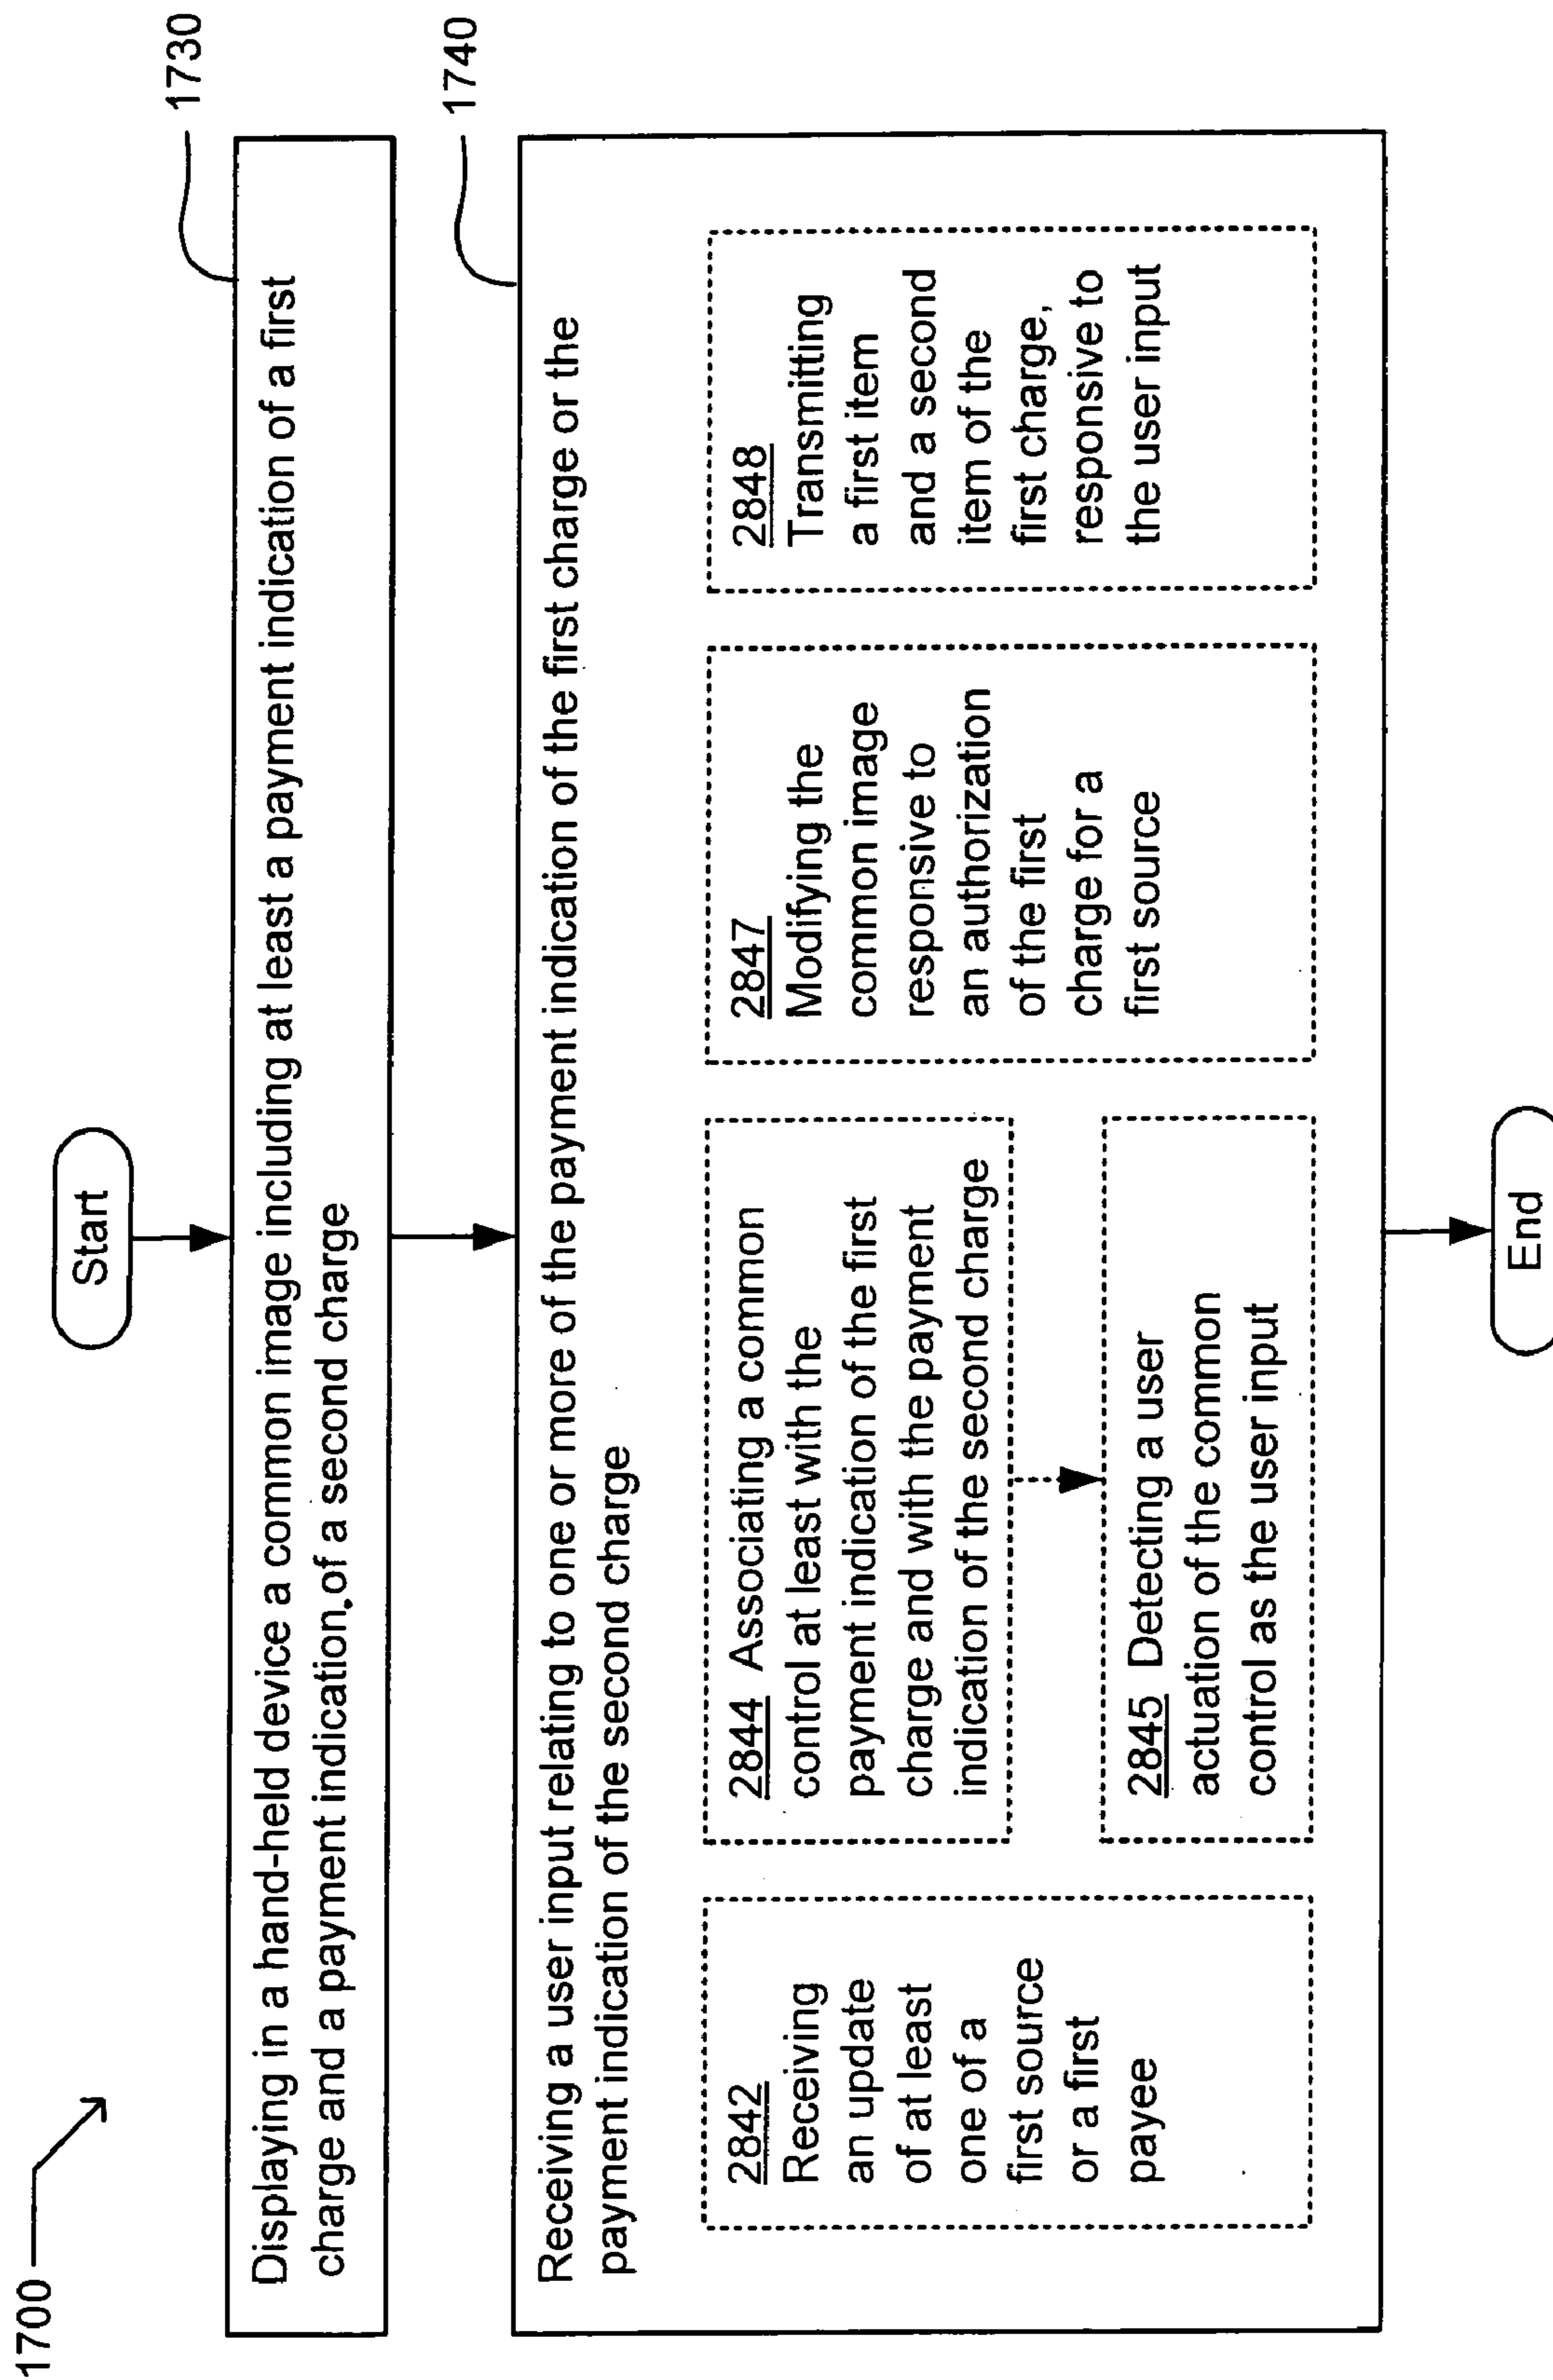 1700
Start
1730
Displaying in a hand-held device a common image including at least a payment indication of a first
charge and a payment indication of a second charge
1740
Receiving a user input relating to one or more of the payment indication of the first charge or the
payment indication of the second charge
2842
Receiving
an update
of at least
one of a
first source
or a first
payee
2844 Associating a common
control at least with the
payment indication of the first
charge and with the payment
indication of the second charge
2845 Detecting a user
actuation of the common
control as the user input
2847
Modifying the
common image
responsive to
an authorization
of the first
charge for a
first source
2848
Transmitting
a first item
and a second
item of the
first charge,
responsive to
the user input
End